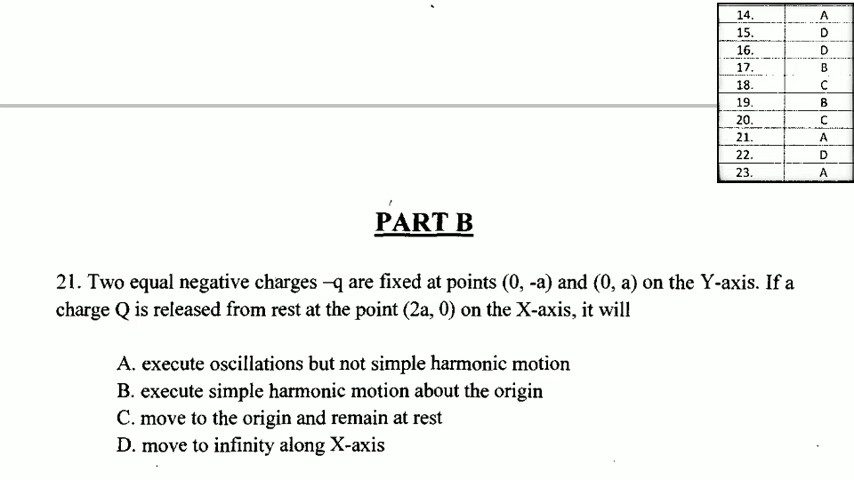 14. A
15. D
16. D
17. B
18. C
19. B
20. C
21. A
22. D
23. A
PART B
21. Two equal negative charges –q are fixed at points (0, -a) and (0, a) on the Y-axis. If a
charge Q is released from rest at the point (2a, 0) on the X-axis, it will
A. execute oscillations but not simple harmonic motion
B. execute simple harmonic motion about the origin
C. move to the origin and remain at rest
D. move to infinity along X-axis